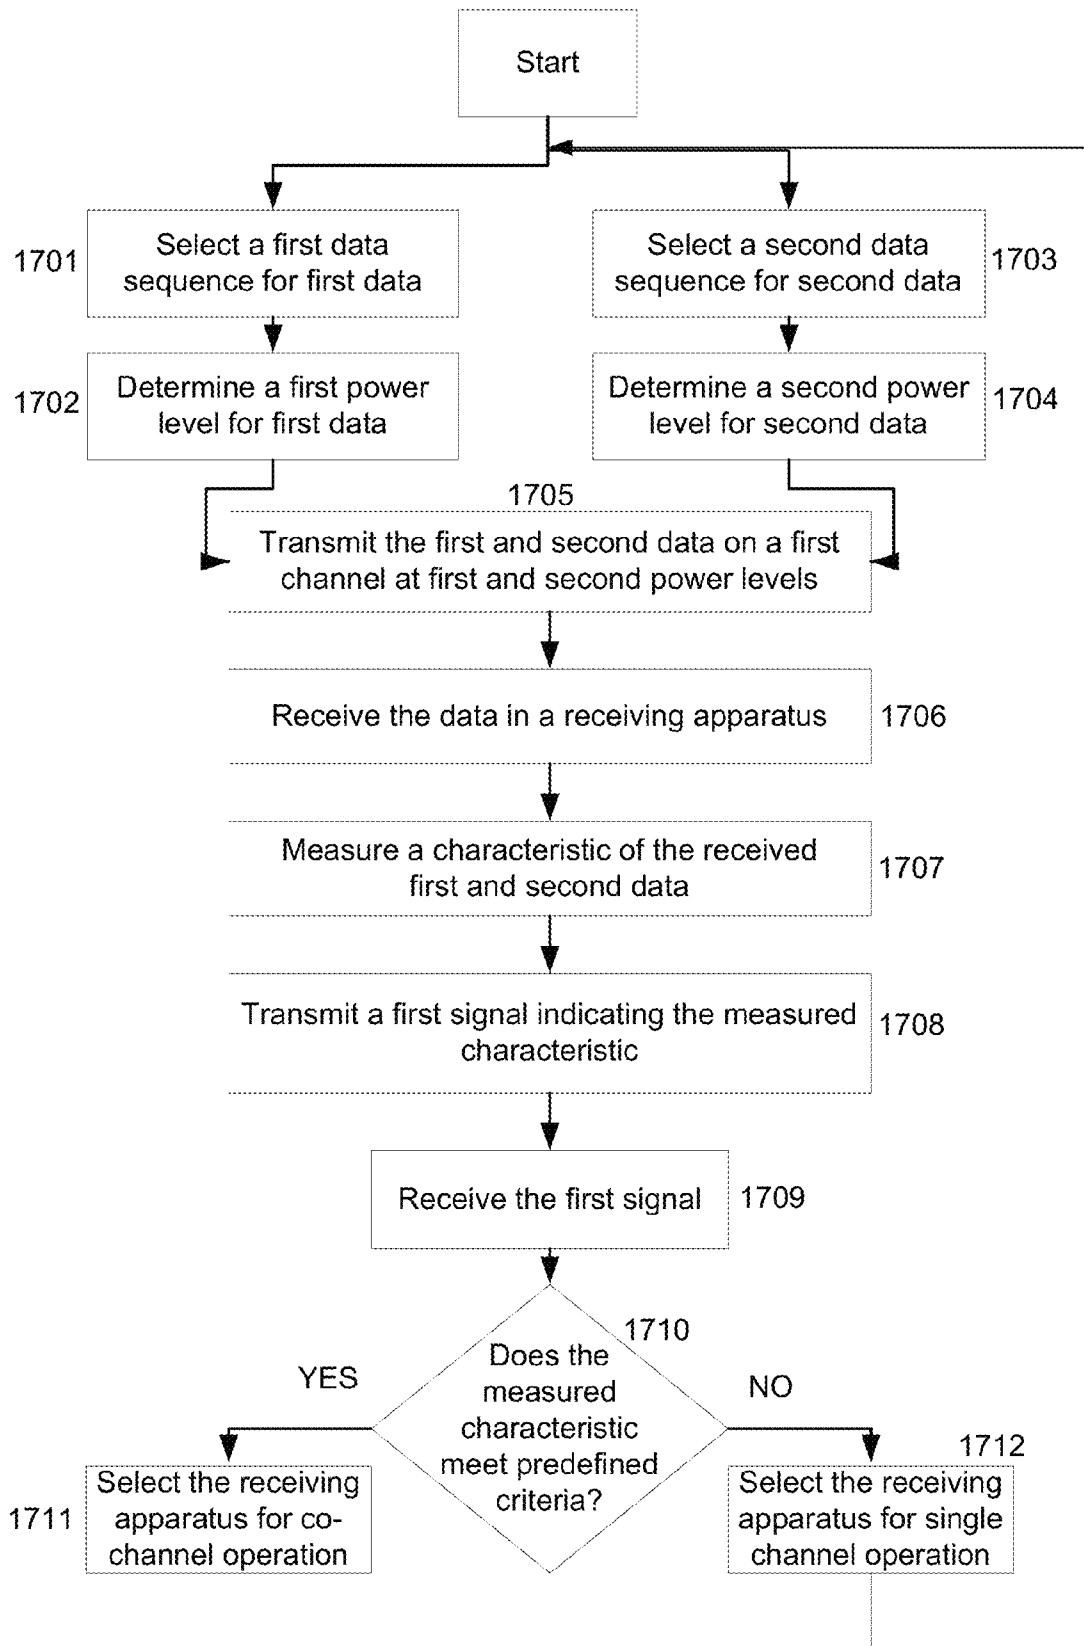 Start
1701
Select a first data
sequence for first data
Select a second data
sequence for second data
1703
1702
Determine a first power
level for first data
Determine a second power
level for second data
1704
1705
Transmit the first and second data on a first
channel at first and second power levels
Receive the data in a receiving apparatus
1706
Measure a characteristic of the received
first and second data
1707
Transmit a first signal indicating the measured
characteristic
1708
Receive the first signal
1709
1710
Does the
measured
characteristic
meet predefined
criteria?
YES
NO
1711
Select the receiving
apparatus for co-
channel operation
1712
Select the receiving
apparatus for single
channel operation